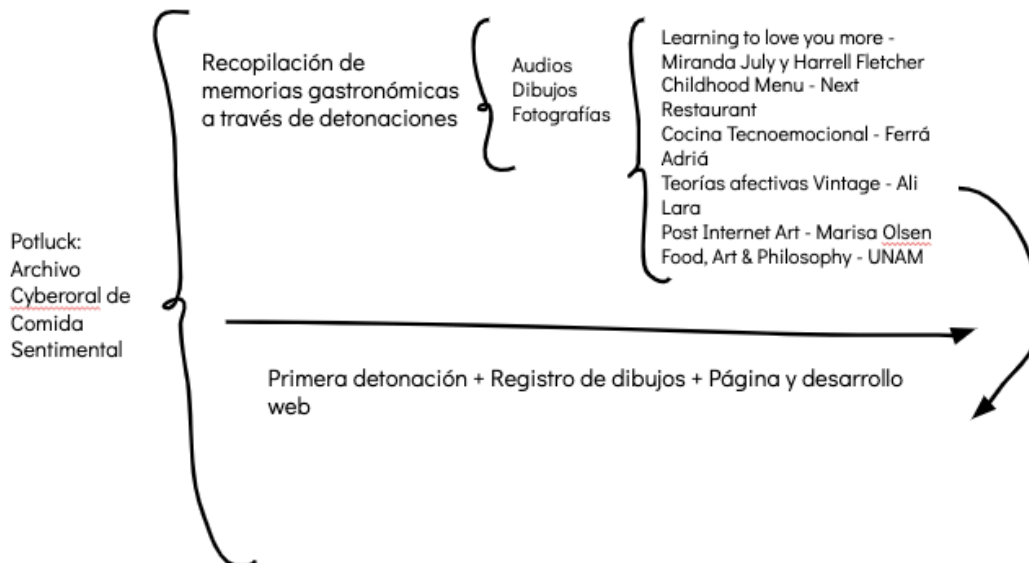 Potluck:
Archivo
Cyberoral de
Comida
Sentimental
Recopilación de
memorias gastronómicas
a través de detonaciones
Audios
Dibujos
Fotografías
Learning to love you more -
Miranda July y Harrell Fletcher
Childhood Menu - Next
Restaurant
Cocina Tecnoemocional - Ferrá
Adriá
Teorías afectivas Vintage - Ali
Lara
Post Internet Art - Marisa Olsen
Food, Art & Philosophy - UNAM
Primera detonación + Registro de dibujos + Página y desarrollo
web